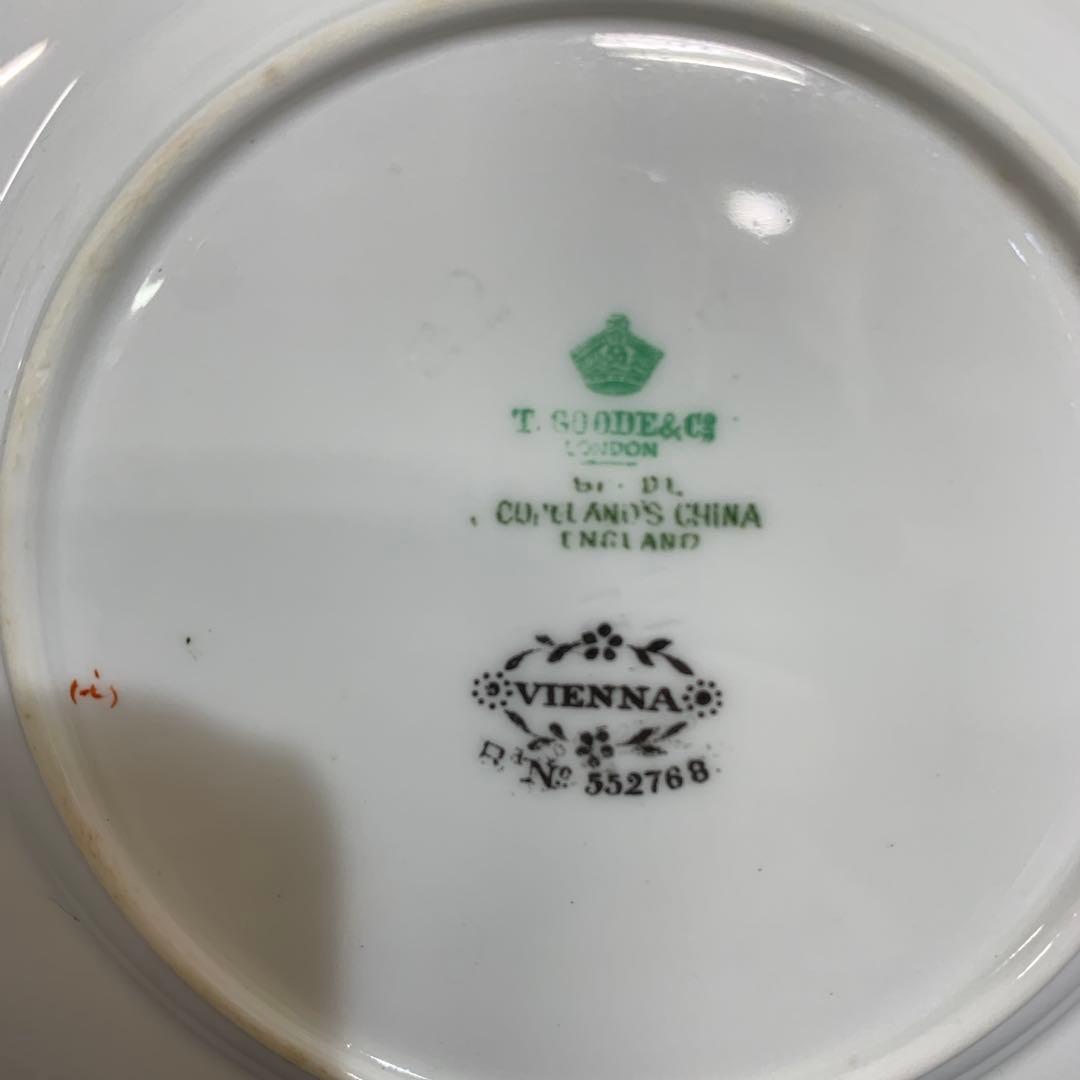 T. GOODE & Co
LONDON
COPELAND'S CHINA
ENGLAND
VIENNA
Rd No 552768